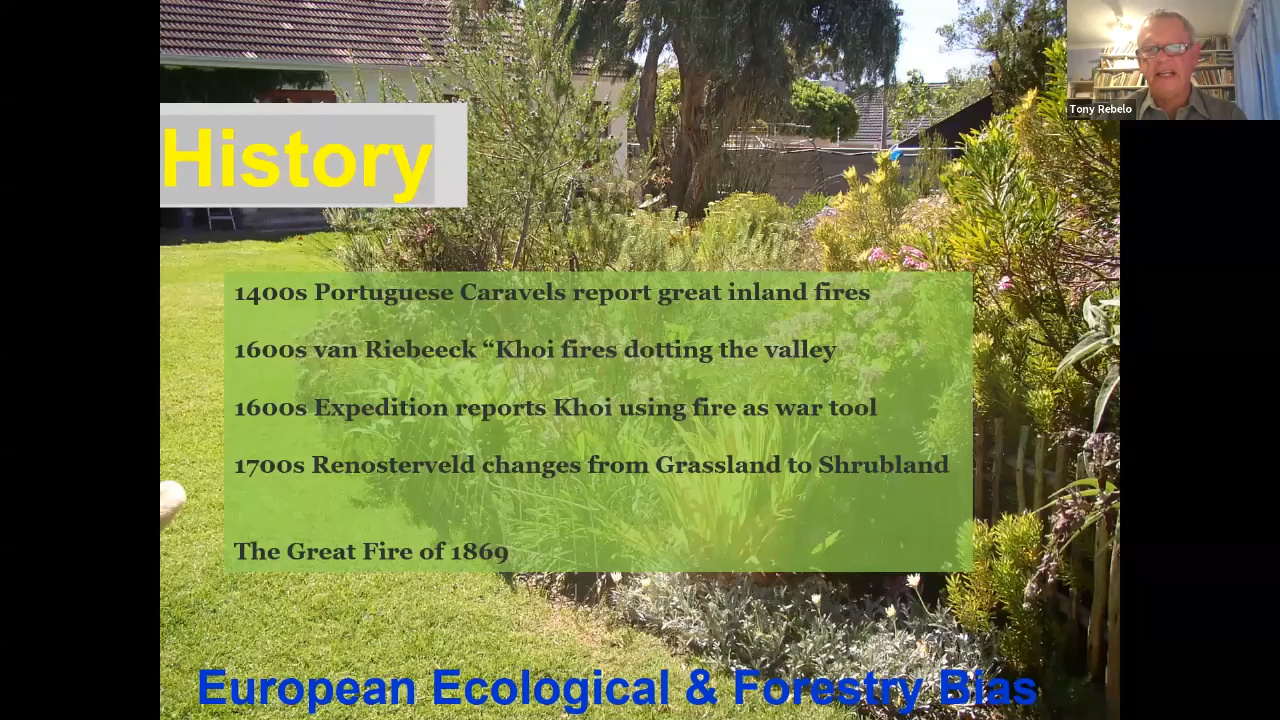 History
Tony Rebelo
1400s Portuguese Caravels report great inland fires
1600s van Riebeeck “Khoi fires dotting the valley
1600s Expedition reports Khoi using fire as war tool
1700s Renosterveld changes from Grassland to Shrubland
The Great Fire of 1869
European Ecological & Forestry Bias